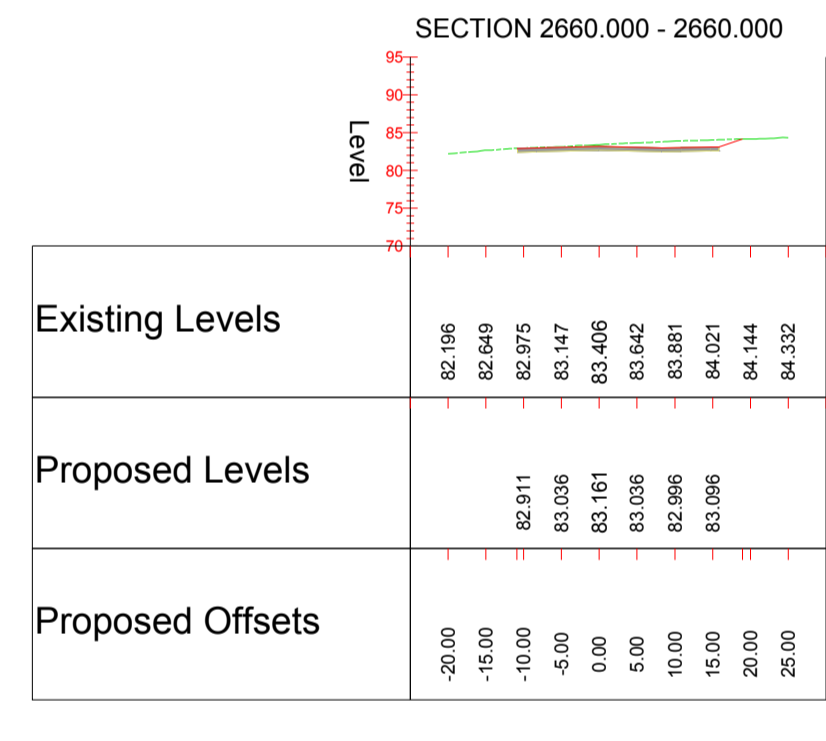 SECTION 2660.000 - 2660.000
95
90
85
80
75
70
Level
Existing Levels
82.196 82.649 82.975 83.147 83.406 83.642 83.881 84.021 84.144 84.332
Proposed Levels
82.911 83.036 83.161 83.036 82.996 83.096
Proposed Offsets
-20.00 -15.00 -10.00 -5.00 0.00 5.00 10.00 15.00 20.00 25.00